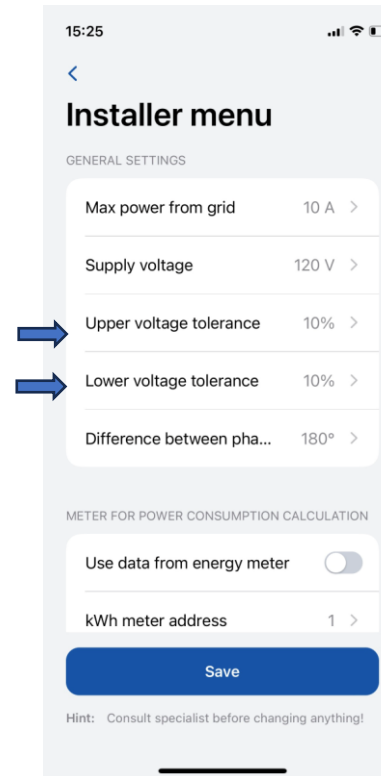 15:25
Installer menu
GENERAL SETTINGS
Max power from grid 10 A
Supply voltage 120 V
Upper voltage tolerance 10%
Lower voltage tolerance 10%
Difference between pha... 180°
METER FOR POWER CONSUMPTION CALCULATION
Use data from energy meter
kWh meter address 1
Save
Hint: Consult specialist before changing anything!